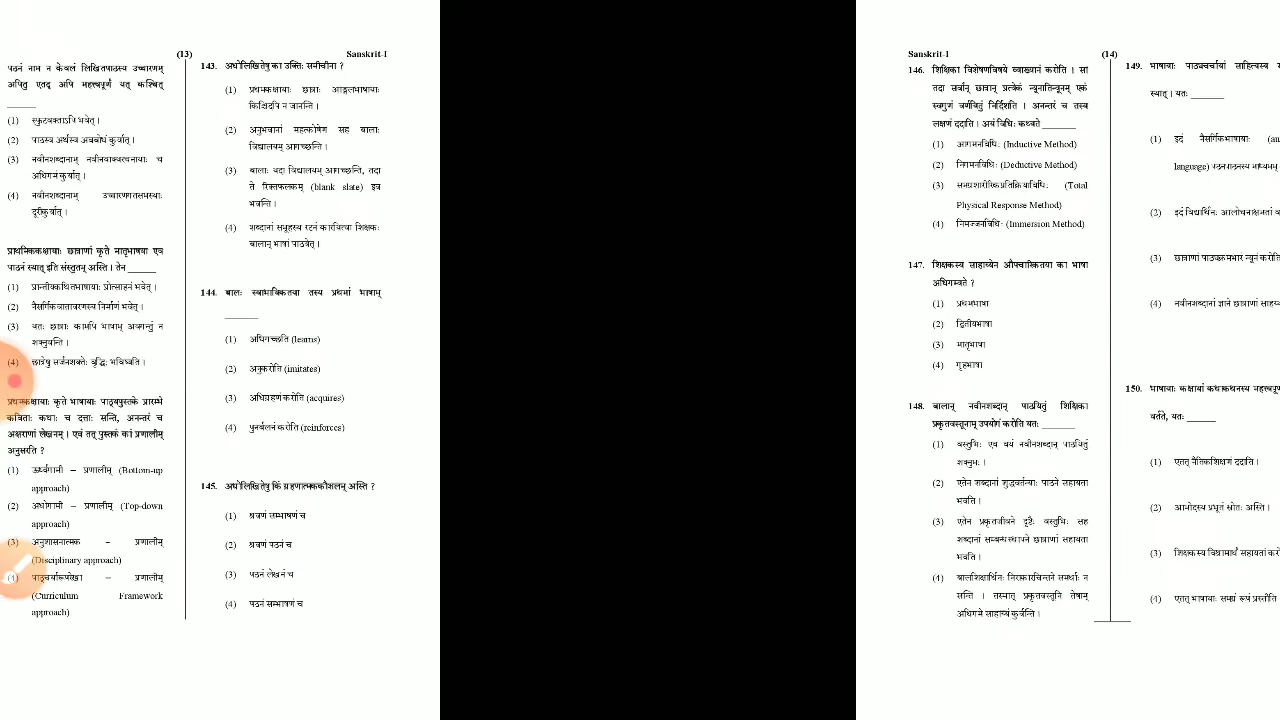 (13)
Sanskrit-I
पठनं नाम न केवलं लिखितपाठस्य उच्चारणम्
अपितु एतद् अपि महत्त्वपूर्णं यत् कश्चित्
______
(1) स्फुटवक्ताऽपि भवेत् ।
(2) पाठस्य अर्थस्य अवबोधं कुर्यात् ।
(3) नवीनशब्दानाम् नवीनवाक्यरचनायाः च
अधिगमं कुर्यात् ।
(4) नवीनशब्दानाम् उच्चारणगतसमस्याः
दूरीकुर्यात् ।
प्राथमिककक्षायाः छात्राणां कृते मातृभाषया एव
पाठनं स्यात् इति संस्तुतम् अस्ति । तेन ______
(1) प्रान्तीयकथितभाषायाः प्रोत्साहनं भवेत् ।
(2) नैसर्गिकवातावरणस्य निर्माणं भवेत् ।
(3) यतः छात्राः कामपि भाषाम् अवगन्तुं न
शक्नुवन्ति ।
(4) छात्रेषु सर्जनशक्तेः वृद्धिः भविष्यति ।
प्रथमकक्षायाः कृते भाषायाः पाठ्यपुस्तके प्रारम्भे
कविताः कथाः च दत्ताः सन्ति, अनन्तरं च
अक्षराणां लेखनम् । एवं तत् पुस्तकं कां प्रणालीम्
अनुसरति ?
(1) ऊर्ध्वगामी – प्रणालीम् (Bottom-up
approach)
(2) अधोगामी – प्रणालीम् (Top-down
approach)
(3) अनुशासनात्मक – प्रणालीम्
(Disciplinary approach)
(4) पाठ्यचर्यारूपरेखा – प्रणालीम्
(Curriculum Framework
approach)
143. अधोलिखितेषु का उक्तिः समीचीना ?
(1) प्रथमकक्षायाः छात्राः आङ्गलभाषायाः
किञ्चिदपि न जानन्ति ।
(2) अनुभवानां महत्कोषेण सह बालाः
विद्यालयम् आगच्छन्ति ।
(3) बालाः यदा विद्यालयम् आगच्छन्ति, तदा
ते रिक्तफलकम् (blank slate) इव
भवन्ति ।
(4) शब्दानां समूहस्य रटनं कारयित्वा शिक्षकः
बालान् भाषां पाठयेत् ।
144. बालः स्वाभाविकतया तस्य प्रथमां भाषाम्
______
(1) अधिगच्छति (learns)
(2) अनुकरोति (imitates)
(3) अधिग्रहणं करोति (acquires)
(4) पुनर्बलनं करोति (reinforces)
145. अधोलिखितेषु किं ग्रहणात्मककौशलम् अस्ति ?
(1) श्रवणं सम्भाषणं च
(2) श्रवणं पठनं च
(3) पठनं लेखनं च
(4) पठनं सम्भाषणं च
Sanskrit-I
(14)
146. शिक्षिका विशेषणविषये व्याख्यानं करोति । सा
तदा सर्वान् छात्रान् प्रत्येकं न्यूनातिन्यूनम् एकं
स्वगुणं वर्णयितुं निर्दिशति । अनन्तरं च तस्य
लक्षणं ददाति । अयं विधिः कथ्यते ______
(1) आगमनविधिः (Inductive Method)
(2) निगमनविधिः (Deductive Method)
(3) समग्रशारीरिकप्रतिक्रियाविधिः (Total
Physical Response Method)
(4) निमज्जनविधिः (Immersion Method)
147. शिक्षकस्य साहाय्येन औपचारिकतया का भाषा
अधिगम्यते ?
(1) प्रथमभाषा
(2) द्वितीयभाषा
(3) मातृभाषा
(4) गृहभाषा
148. बालान् नवीनशब्दान् पाठयितुं शिक्षिका
प्रकृतवस्तूनाम् उपयोगं करोति यतः ______
(1) वस्तुभिः एव वयं नवीनशब्दान् पाठयितुं
शक्नुमः ।
(2) एतेन शब्दानां शुद्धवर्तन्याः पाठने सहायता
भवति ।
(3) एतेन प्रकृतजीवने दृष्टैः वस्तुभिः सह
शब्दानां सम्बन्धस्थापने छात्राणां सहायता
भवति ।
(4) बालशिक्षार्थिनः निराकारचिन्तने समर्थाः न
सन्ति । तस्मात् प्रकृतवस्तूनि तेषाम्
अधिगमे साहाय्यं कुर्वन्ति ।
149. भाषायाः पाठ्यचर्यायां साहित्यस्य
स्यात् । यतः ______
(1) इदं नैसर्गिकभाषायाः
language) पठनपाठनस्य माध्यमम्
(2) इदं विद्यार्थिनः आलोचनाक्षमतां
(3) छात्राणां पाठ्यक्रमभारं न्यूनं करोति
(4) नवीनशब्दानां ज्ञाने छात्राणां
150. भाषायाः कक्षायां कथाकथनस्य महत्त्वपूर्ण
वर्तते, यतः ______
(1) एतत् नैतिकशिक्षणं ददाति ।
(2) आमोदस्य प्रभूतं स्रोतः अस्ति ।
(3) शिक्षकस्य विश्रामार्थं सहायतां
(4) एतत् भाषायाः समग्रं रूपं प्रस्तौति